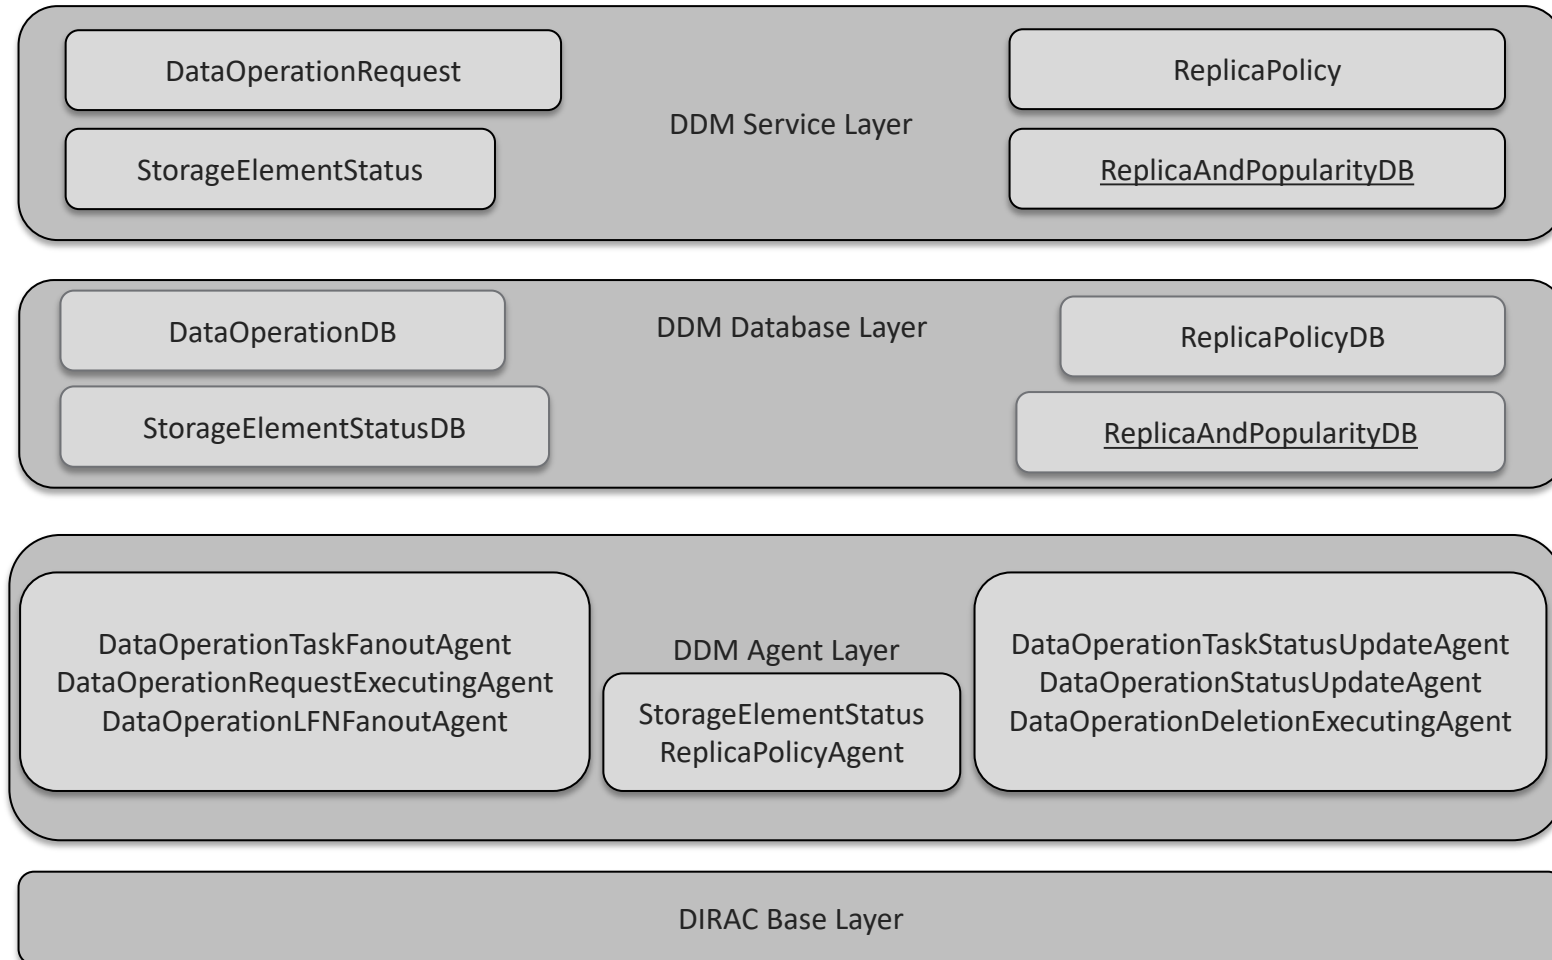 DataOperationRequest
StorageElementStatus
DDM Service Layer
ReplicaPolicy
ReplicaAndPopularityDB
DataOperationDB
StorageElementStatusDB
DDM Database Layer
ReplicaPolicyDB
ReplicaAndPopularityDB
DataOperationTaskFanoutAgent
DataOperationRequestExecutingAgent
DataOperationLFNFanoutAgent
DDM Agent Layer
StorageElementStatus
ReplicaPolicyAgent
DataOperationTaskStatusUpdateAgent
DataOperationStatusUpdateAgent
DataOperationDeletionExecutingAgent
DIRAC Base Layer